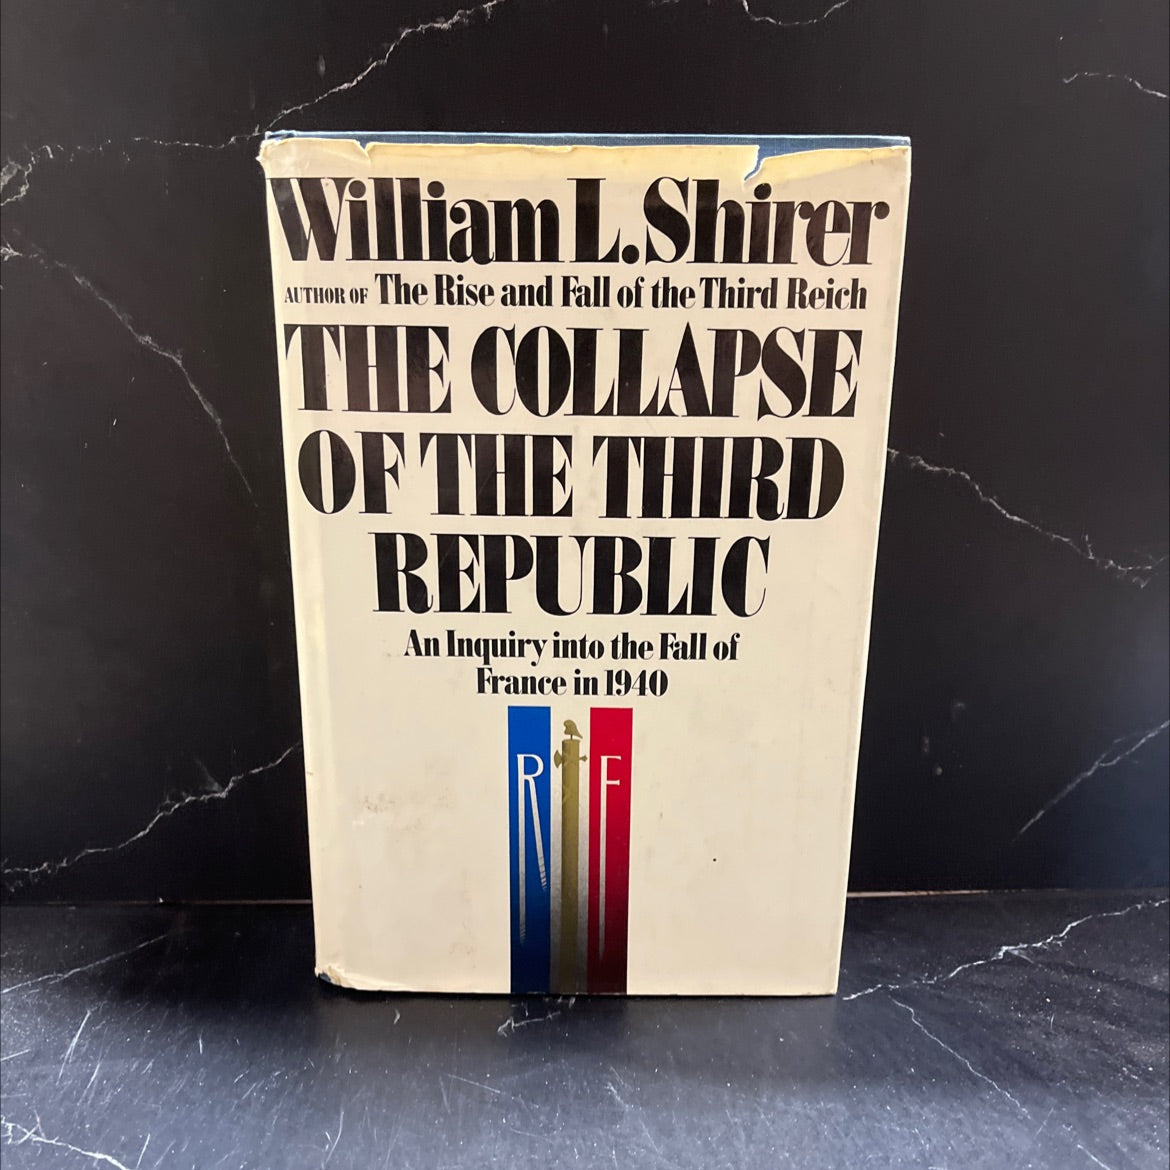 William L. Shirer
AUTHOR OF The Rise and Fall of the Third Reich
THE COLLAPSE
OF THE THIRD
REPUBLIC
An Inquiry into the Fall of
France in 1940
R F